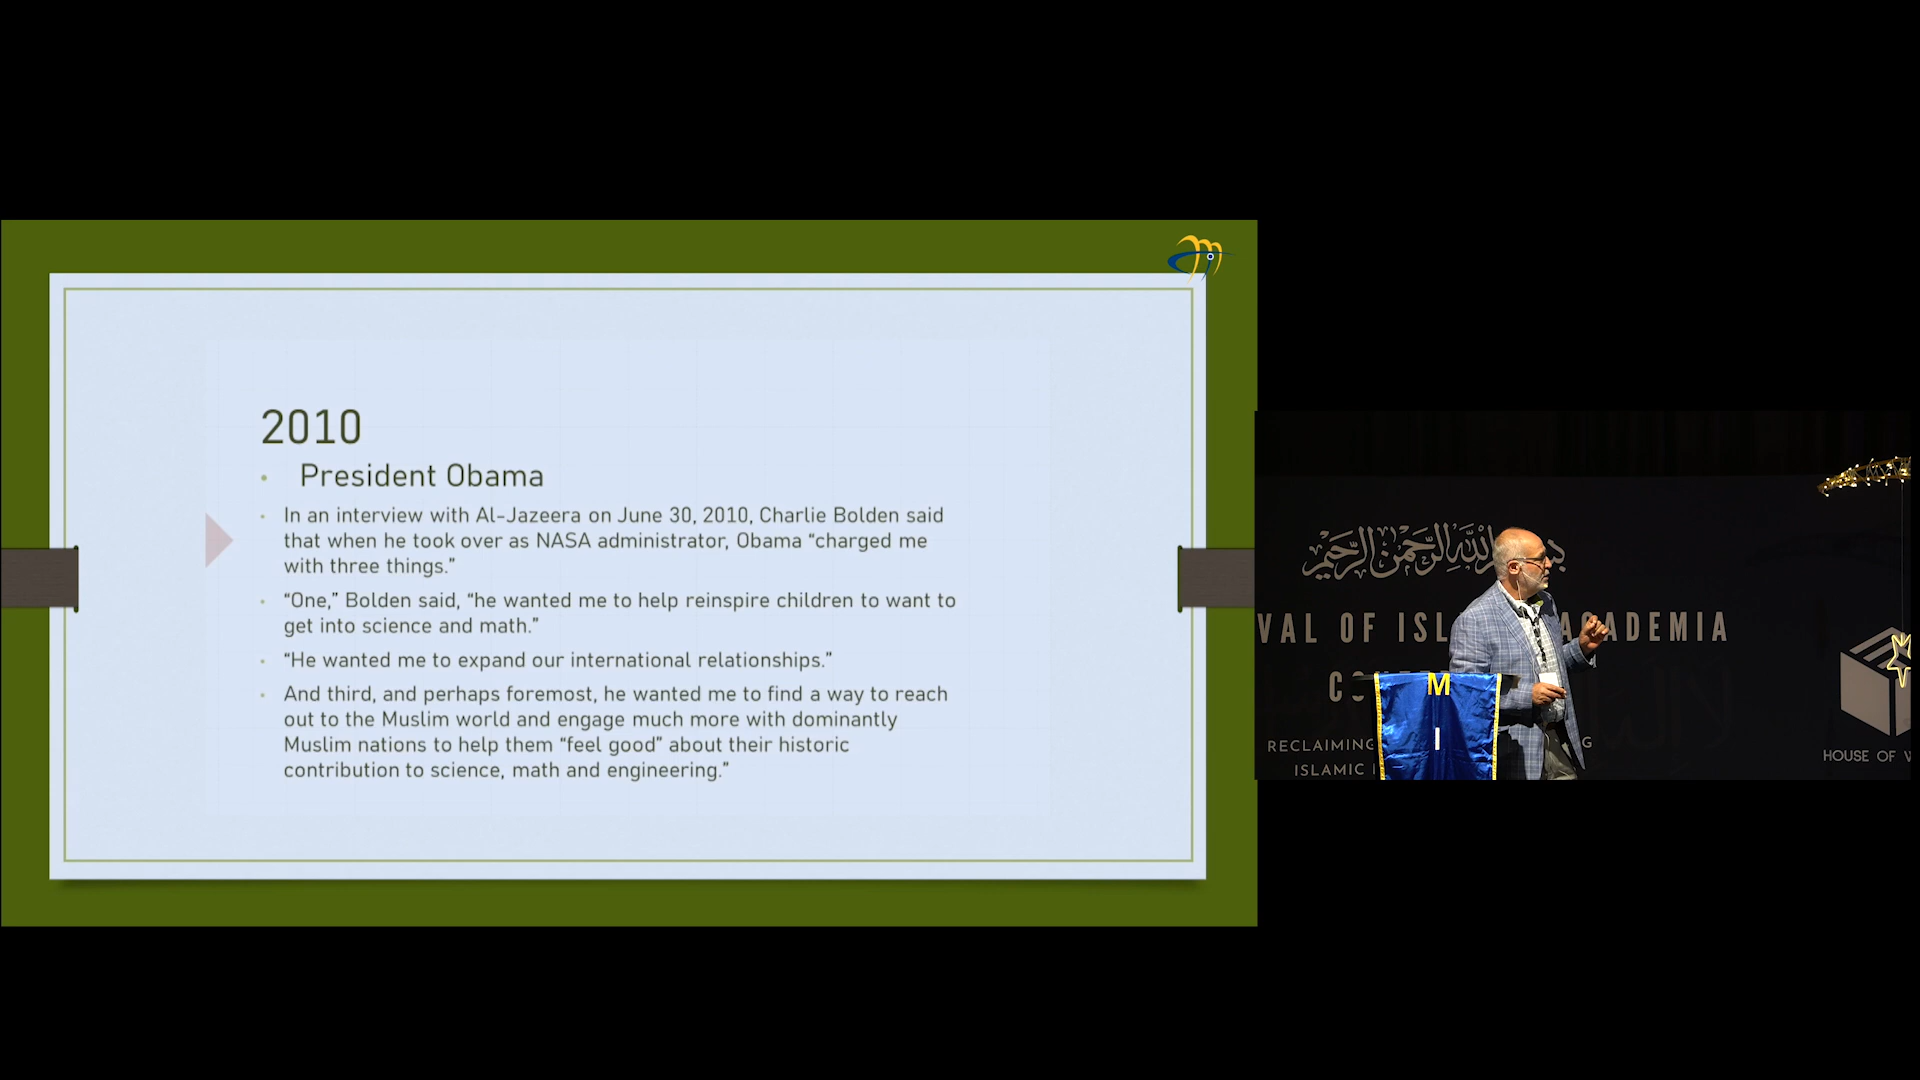 2010
President Obama
In an interview with Al-Jazeera on June 30, 2010, Charlie Bolden said
that when he took over as NASA administrator, Obama “charged me
with three things.”
“One,” Bolden said, “he wanted me to help reinspire children to want to
get into science and math.”
“He wanted me to expand our international relationships.”
And third, and perhaps foremost, he wanted me to find a way to reach
out to the Muslim world and engage much more with dominantly
Muslim nations to help them “feel good” about their historic
contribution to science, math and engineering.”
VAL OF ISL ADEMIA
RECLAIMING
ISLAMIC
HOUSE OF
M
I